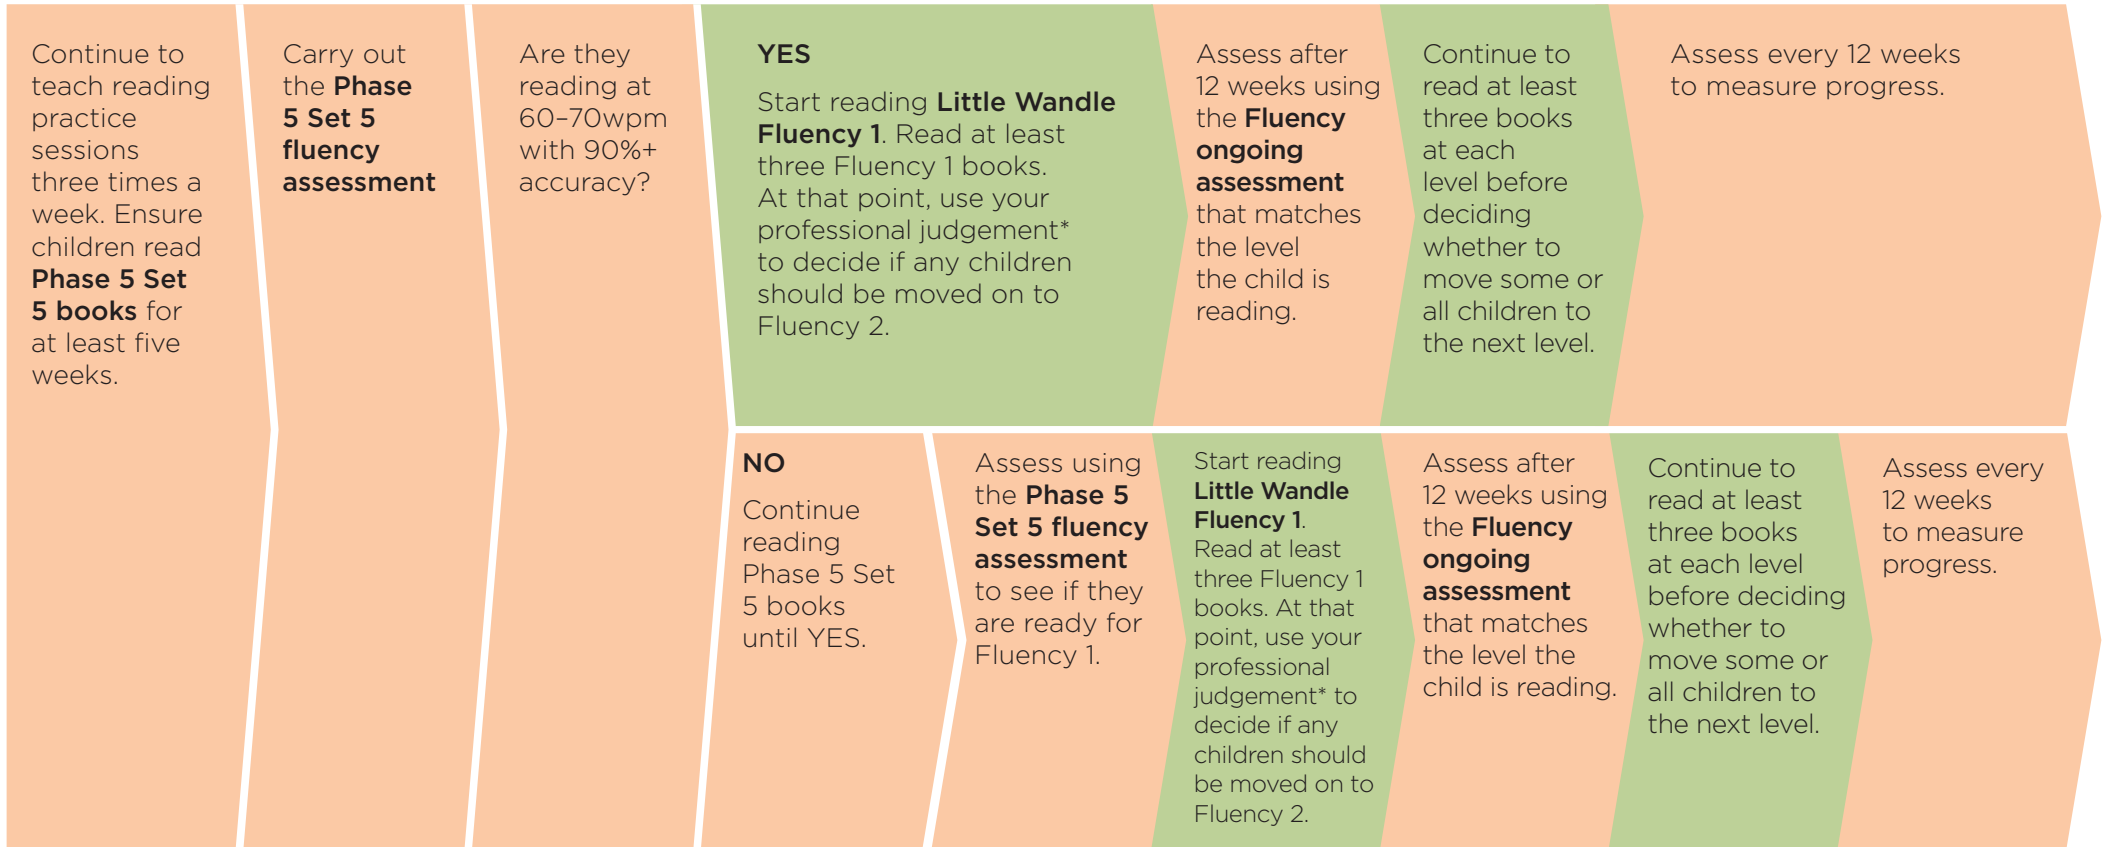 Continue to
teach reading
practice
sessions
three times a
week. Ensure
children read
Phase 5 Set
5 books for
at least five
weeks.
Carry out
the Phase
5 Set 5
fluency
assessment
Are they
reading at
60–70wpm
with 90%+
accuracy?
YES
Start reading Little Wandle
Fluency 1. Read at least
three Fluency 1 books.
At that point, use your
professional judgement*
to decide if any children
should be moved on to
Fluency 2.
Assess after
12 weeks using
the Fluency
ongoing
assessment
that matches
the level
the child is
reading.
Continue to
read at least
three books
at each
level before
deciding
whether to
move some or
all children to
the next level.
Assess every 12 weeks
to measure progress.
NO
Continue
reading
Phase 5 Set
5 books
until YES.
Assess using
the Phase 5
Set 5 fluency
assessment
to see if they
are ready for
Fluency 1.
Start reading
Little Wandle
Fluency 1.
Read at least
three Fluency 1
books. At that
point, use your
professional
judgement* to
decide if any
children should
be moved on to
Fluency 2.
Assess after
12 weeks using
the Fluency
ongoing
assessment
that matches
the level the
child is reading.
Continue to
read at least
three books
at each level
before deciding
whether to
move some or
all children to
the next level.
Assess every
12 weeks
to measure
progress.